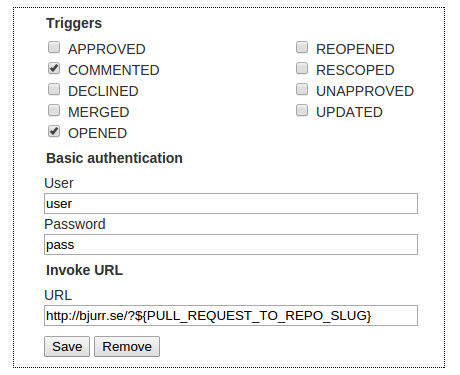 Triggers
APPROVED REOPENED
COMMENTED RESCOPED
DECLINED UNAPPROVED
MERGED UPDATED
OPENED
Basic authentication
User
user
Password
pass
Invoke URL
URL
http://bjurr.se/?${PULL_REQUEST_TO_REPO_SLUG}
Save Remove